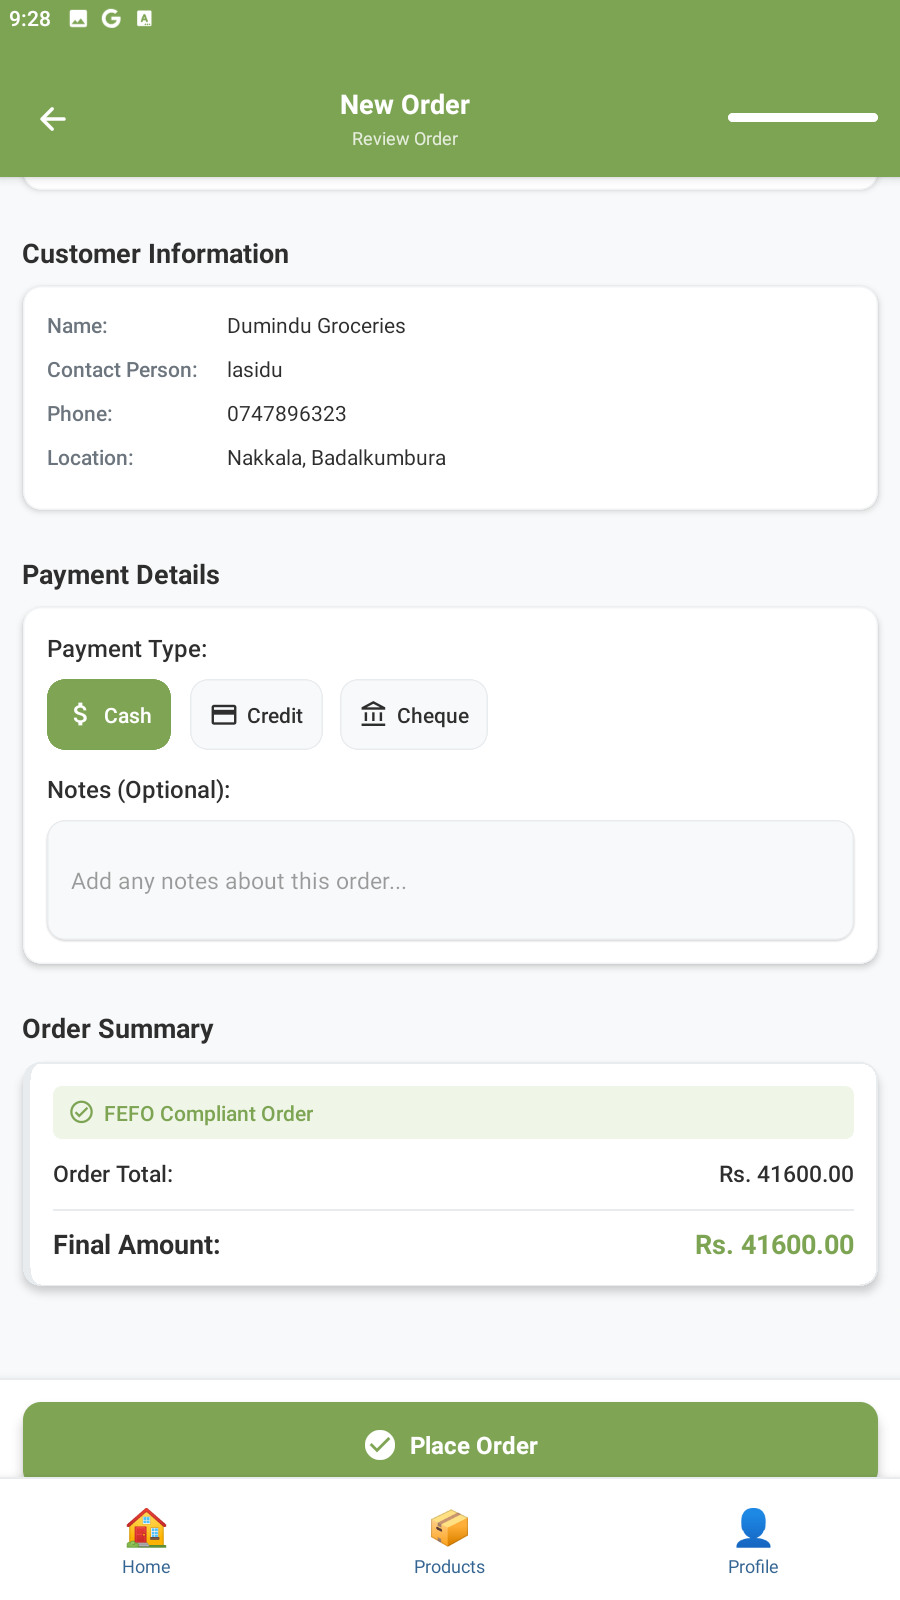 9:28
New Order
Review Order
Customer Information
Name: Dumindu Groceries
Contact Person: lasidu
Phone: 0747896323
Location: Nakkala, Badalkumbura
Payment Details
Payment Type:
$ Cash Credit Cheque
Notes (Optional):
Add any notes about this order...
Order Summary
FEFO Compliant Order
Order Total: Rs. 41600.00
Final Amount: Rs. 41600.00
Place Order
Home Products Profile